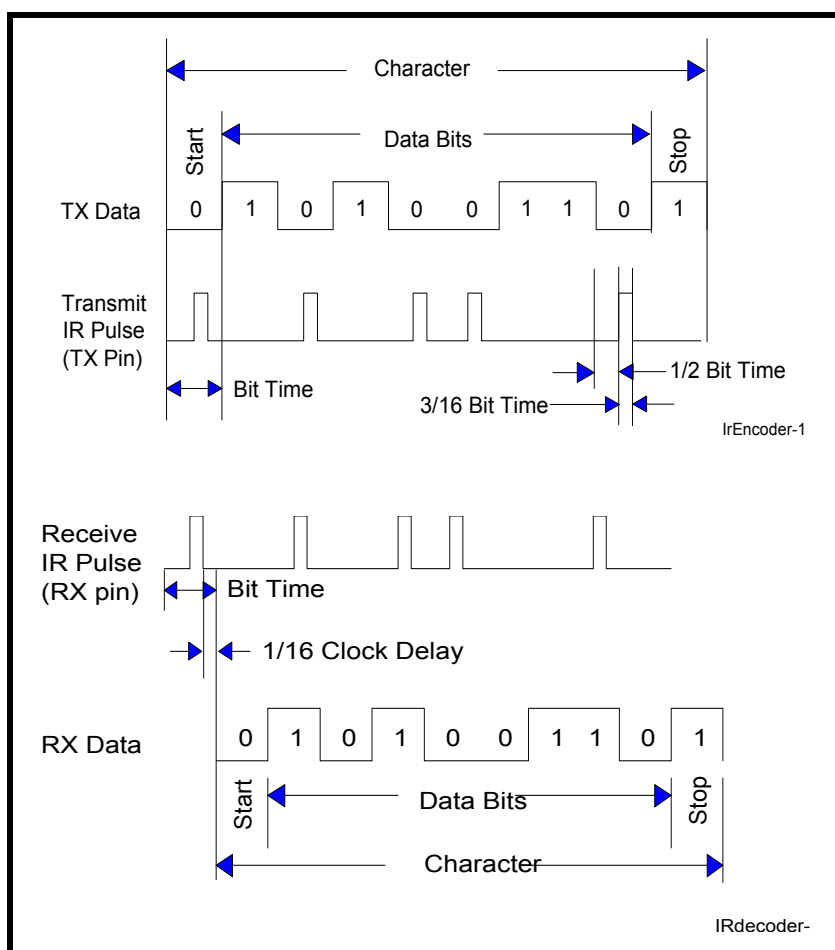 Character
Start
Data Bits
Stop
TX Data
0 1 0 1 0 0 1 1 0 1
Transmit
IR Pulse
(TX Pin)
Bit Time
1/2 Bit Time
3/16 Bit Time
IrEncoder-1
Receive
IR Pulse
(RX pin)
Bit Time
1/16 Clock Delay
RX Data
0 1 0 1 0 0 1 1 0 1
Start
Data Bits
Stop
Character
IRdecoder-